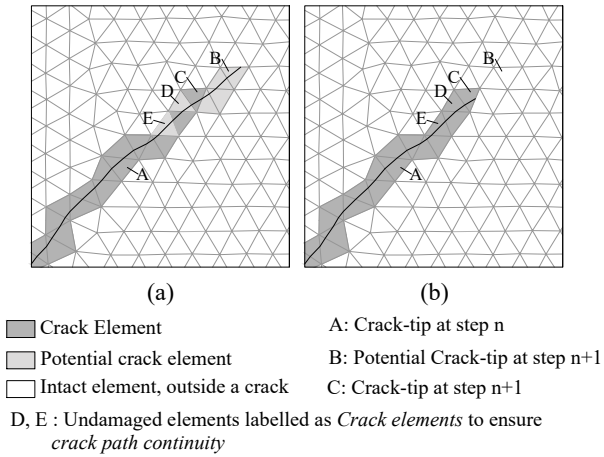 B
C
D
E
A
B
C
D
E
A
(a)
(b)
Crack Element
A: Crack-tip at step n
Potential crack element
B: Potential Crack-tip at step n+1
Intact element, outside a crack
C: Crack-tip at step n+1
D, E : Undamaged elements labelled as Crack elements to ensure
crack path continuity